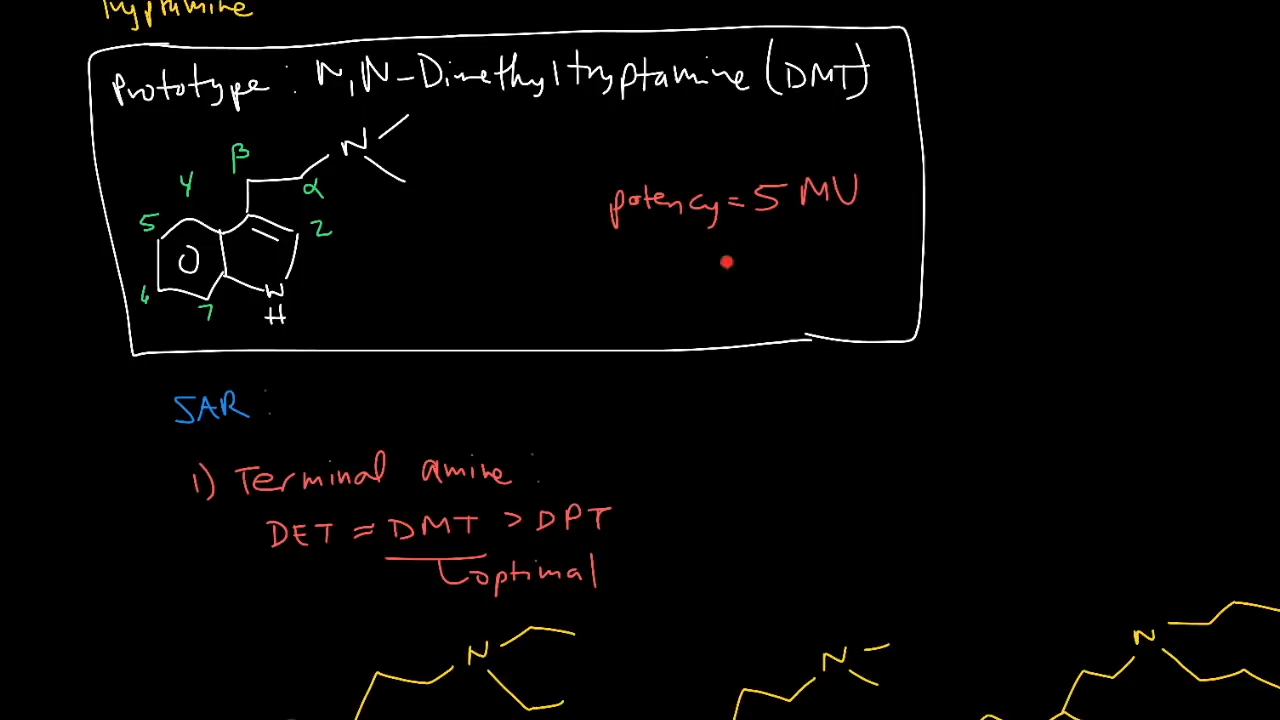 Tryptamine
Prototype: N,N-Dimethyltryptamine (DMT)
N
β
α
4
5
2
6
7
N
H
potency = 5 MU
SAR:
1) Terminal amine:
DET ≈ DMT > DPT
optimal
N
N
N